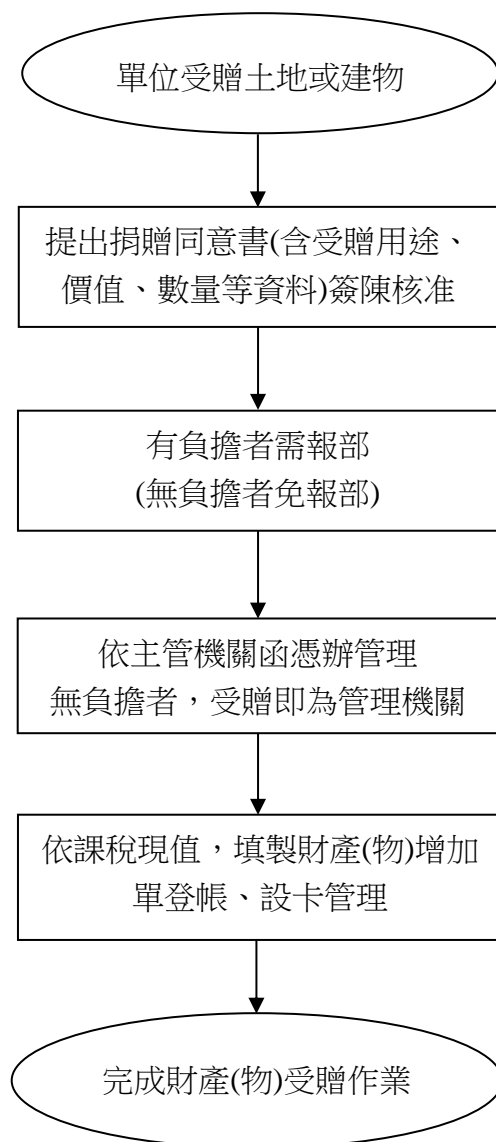 單位受贈土地或建物
提出捐贈同意書(含受贈用途、
價值、數量等資料)簽陳核准
有負擔者需報部
(無負擔者免報部)
依主管機關函憑辦管理
無負擔者，受贈即為管理機關
依課稅現值，填製財產(物)增加
單登帳、設卡管理
完成財產(物)受贈作業